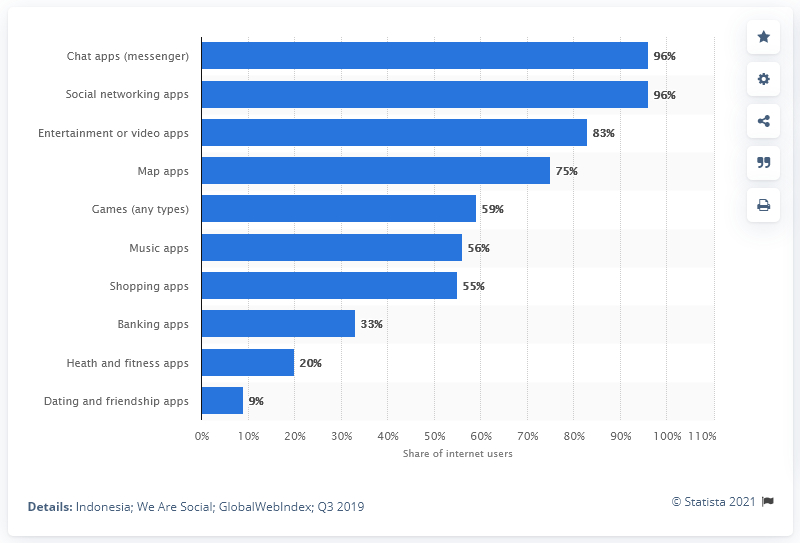 Chat apps (messenger) 96%
Social networking apps 96%
Entertainment or video apps 83%
Map apps 75%
Games (any types) 59%
Music apps 56%
Shopping apps 55%
Banking apps 33%
Heath and fitness apps 20%
Dating and friendship apps 9%
0% 10% 20% 30% 40% 50% 60% 70% 80% 90% 100% 110%
Share of internet users
Details: Indonesia; We Are Social; GlobalWebIndex; Q3 2019
© Statista 2021